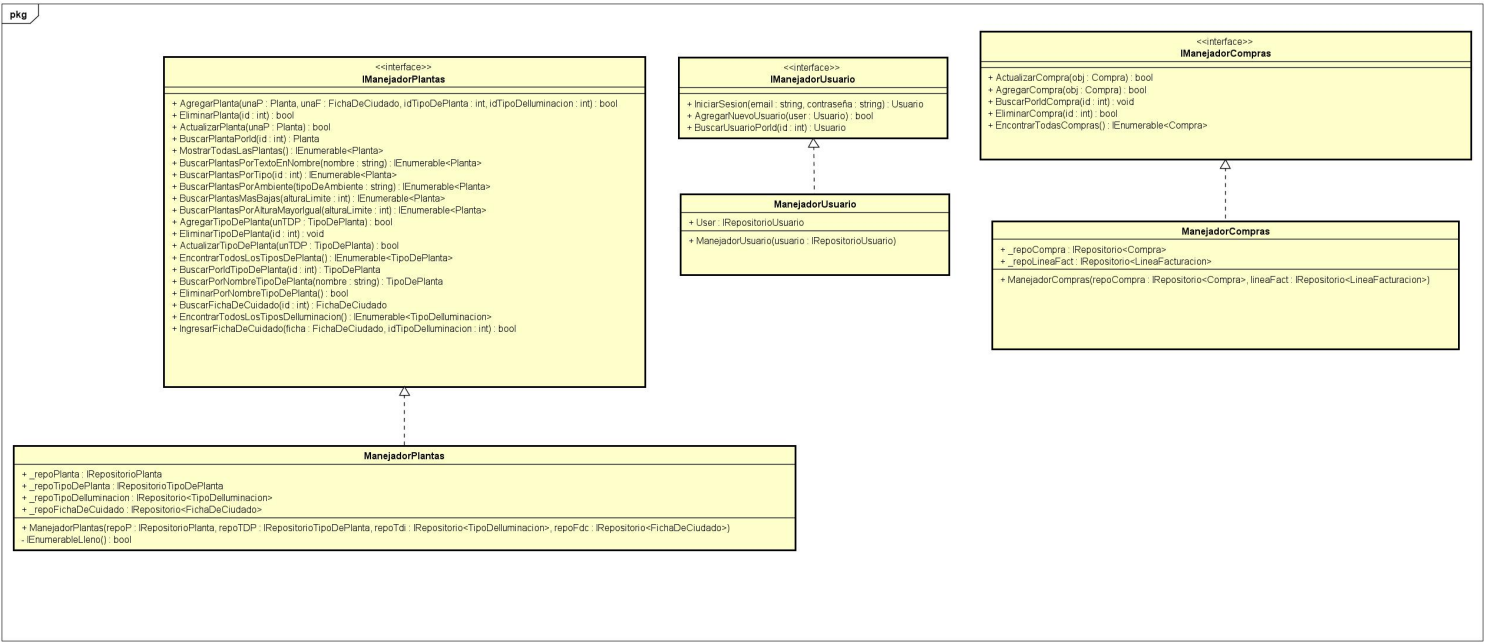 pkg
<<interface>>
IManejadorPlantas
+ AgregarPlanta(unaP : Planta, unaF : FichaDeCiudado, idTipoDePlanta : int, idTipoDeIluminacion : int) : bool
+ EliminarPlanta(id : int) : bool
+ ActualizarPlanta(unaP : Planta) : bool
+ BuscarPlantaPorId(id : int) : Planta
+ MostrarTodasLasPlantas() : IEnumerable<Planta>
+ BuscarPlantasPorTextoEnNombre(nombre : string) : IEnumerable<Planta>
+ BuscarPlantasPorTipo(id : int) : IEnumerable<Planta>
+ BuscarPlantasPorAmbiente(tipoDeAmbiente : string) : IEnumerable<Planta>
+ BuscarPlantasMasBajas(alturaLimite : int) : IEnumerable<Planta>
+ BuscarPlantasPorAlturaMayorIgual(alturaLimite : int) : IEnumerable<Planta>
+ AgregarTipoDePlanta(unTDP : TipoDePlanta) : bool
+ EliminarTipoDePlanta(id : int) : void
+ ActualizarTipoDePlanta(unTDP : TipoDePlanta) : bool
+ EncontrarTodosLosTiposDePlanta() : IEnumerable<TipoDePlanta>
+ BuscarPorIdTipoDePlanta(id : int) : TipoDePlanta
+ BuscarPorNombreTipoDePlanta(nombre : string) : TipoDePlanta
+ EliminarPorNombreTipoDePlanta() : bool
+ BuscarFichaDeCuidado(id : int) : FichaDeCiudado
+ EncontrarTodosLosTiposDeIluminacion() : IEnumerable<TipoDeIluminacion>
+ IngresarFichaDeCuidado(ficha : FichaDeCiudado, idTipoDeIluminacion : int) : bool
<<interface>>
IManejadorUsuario
+ IniciarSesion(email : string, contraseña : string) : Usuario
+ AgregarNuevoUsuario(user : Usuario) : bool
+ BuscarUsuarioPorId(id : int) : Usuario
<<interface>>
IManejadorCompras
+ ActualizarCompra(obj : Compra) : bool
+ AgregarCompra(obj : Compra) : bool
+ BuscarPorIdCompra(id : int) : void
+ EliminarCompra(id : int) : bool
+ EncontrarTodasCompras() : IEnumerable<Compra>
ManejadorUsuario
+ User : IRepositorioUsuario
+ ManejadorUsuario(usuario : IRepositorioUsuario)
ManejadorCompras
+ _repoCompra : IRepositorio<Compra>
+ _repoLineaFact : IRepositorio<LineaFacturacion>
+ ManejadorCompras(repoCompra : IRepositorio<Compra>, lineaFact : IRepositorio<LineaFacturacion>)
ManejadorPlantas
+ _repoPlanta : IRepositorioPlanta
+ _repoTipoDePlanta : IRepositorioTipoDePlanta
+ _repoTipoDeIluminacion : IRepositorio<TipoDeIluminacion>
+ _repoFichaDeCuidado : IRepositorio<FichaDeCiudado>
+ ManejadorPlantas(repoP : IRepositorioPlanta, repoTDP : IRepositorioTipoDePlanta, repoTdi : IRepositorio<TipoDeIluminacion>, repoFdc : IRepositorio<FichaDeCiudado>)
- IEnumerableLleno() : bool